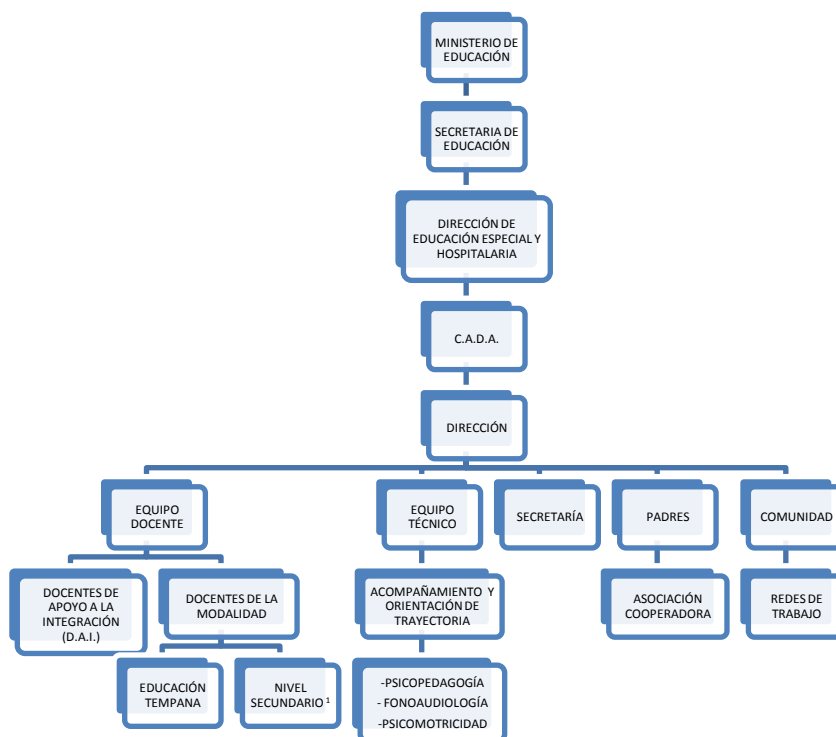 MINISTERIO DE
EDUCACIÓN
SECRETARIA DE
EDUCACIÓN
DIRECCIÓN DE
EDUCACIÓN ESPECIAL Y
HOSPITALARIA
C.A.D.A.
DIRECCIÓN
EQUIPO
DOCENTE
EQUIPO
TÉCNICO
SECRETARÍA
PADRES
COMUNIDAD
DOCENTES DE
APOYO A LA
INTEGRACIÓN
(D.A.I.)
DOCENTES DE LA
MODALIDAD
ACOMPAÑAMIENTO Y
ORIENTACIÓN DE
TRAYECTORIA
ASOCIACIÓN
COOPERADORA
REDES DE
TRABAJO
EDUCACIÓN
TEMPANA
NIVEL
SECUNDARIO ¹
-PSICOPEDAGOGÍA
- FONOAUDIOLOGÍA
-PSICOMOTRICIDAD